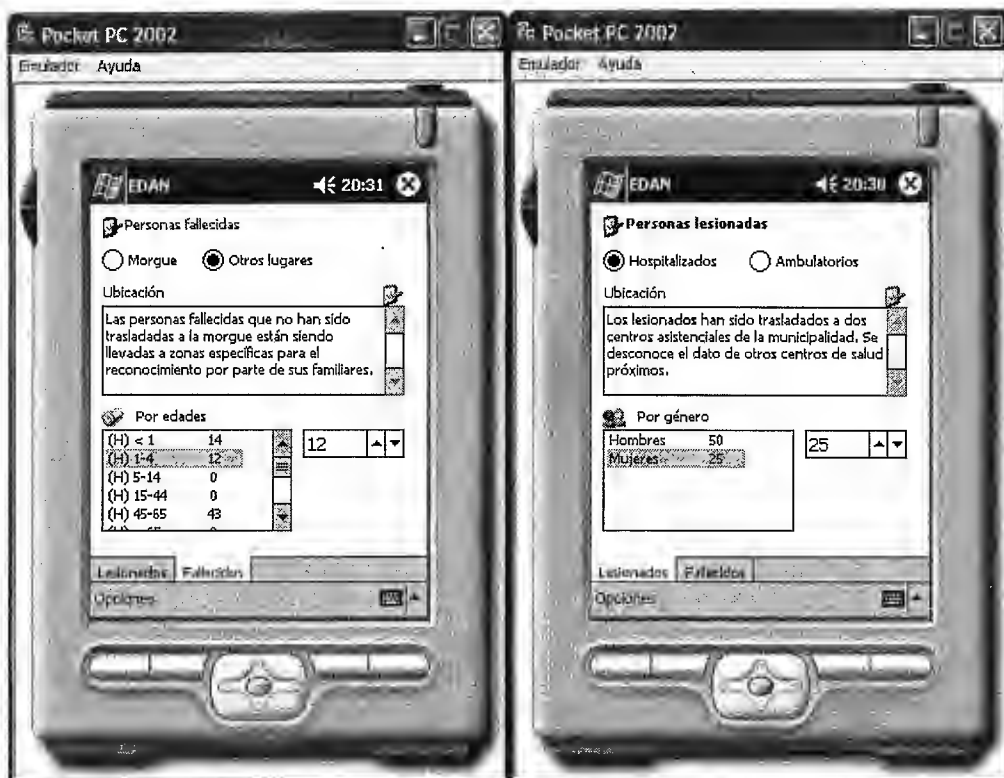 Pocket PC 2002
Emulador Ayuda
EDAN 20:31
Personas fallecidas
Morgue Otros lugares
Ubicación
Las personas fallecidas que no han sido
trasladadas a la morgue están siendo
llevadas a zonas específicas para el
reconocimiento por parte de sus familiares.
Por edades
(H) < 1 14
(H) 1-4 12
(H) 5-14 0
(H) 15-44 0
(H) 45-65 43
12
Lesionados Fallecidos
Opciones
Pocket PC 2002
Emulador Ayuda
EDAN 20:30
Personas lesionadas
Hospitalizados Ambulatorios
Ubicación
Los lesionados han sido trasladados a dos
centros asistenciales de la municipalidad. Se
desconoce el dato de otros centros de salud
próximos.
Por género
Hombres 50
Mujeres 25
25
Lesionados Fallecidos
Opciones